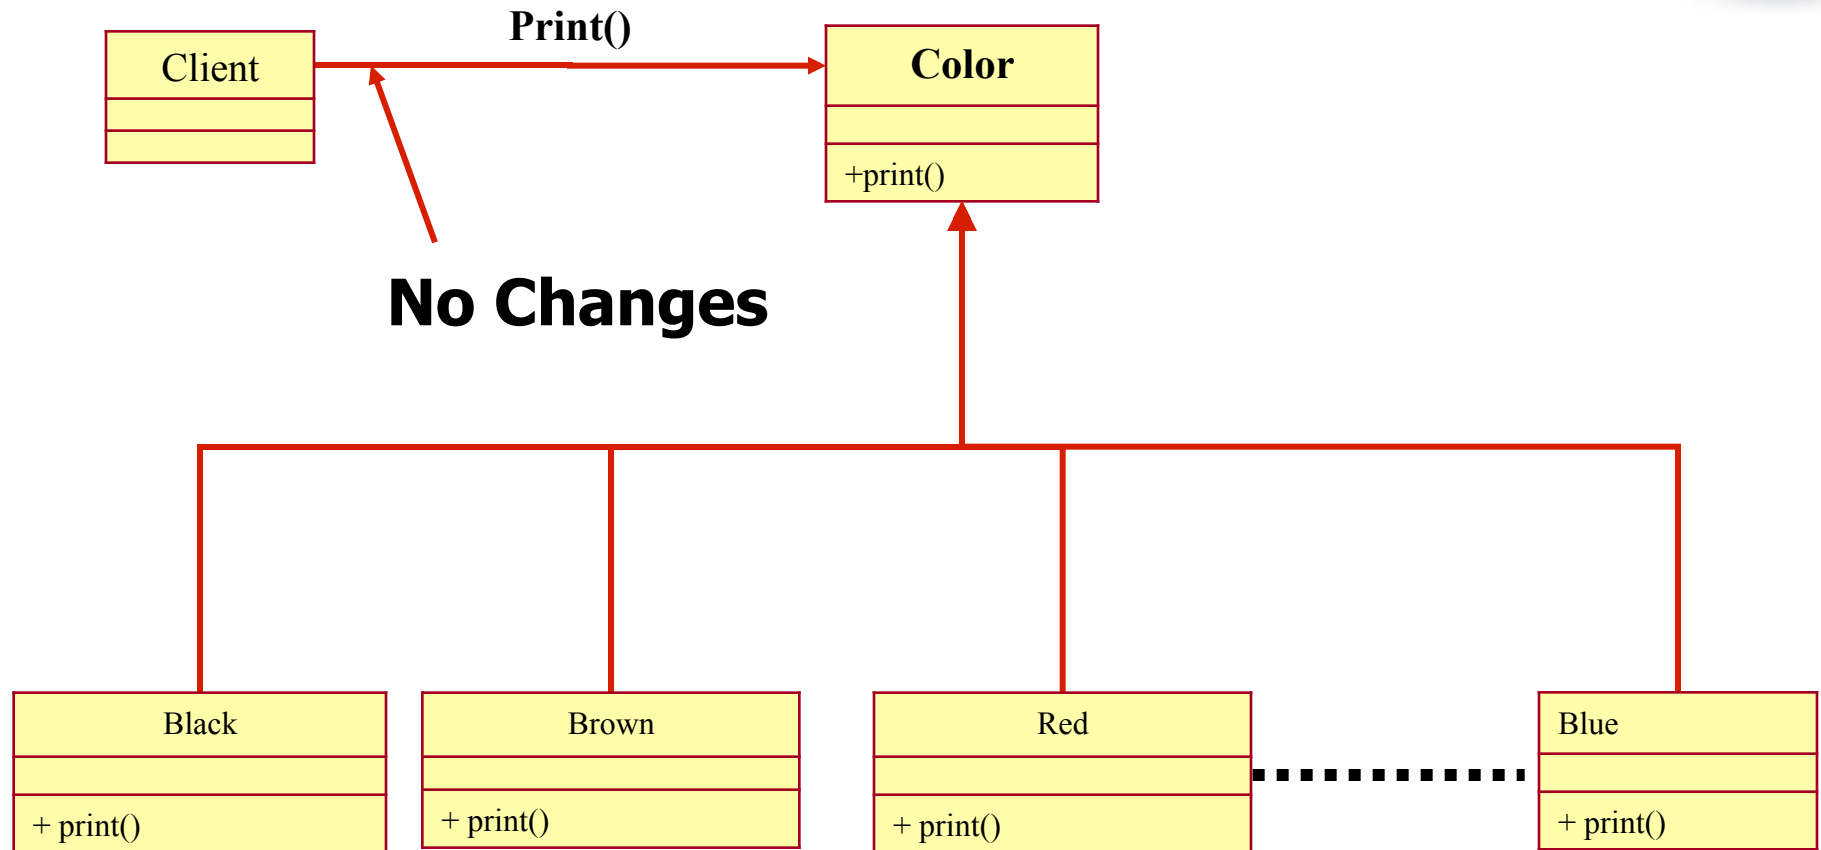 Print()
Client
Color
+print()
No Changes
Black
Brown
Red
Blue
+ print()
+ print()
+ print()
+ print()